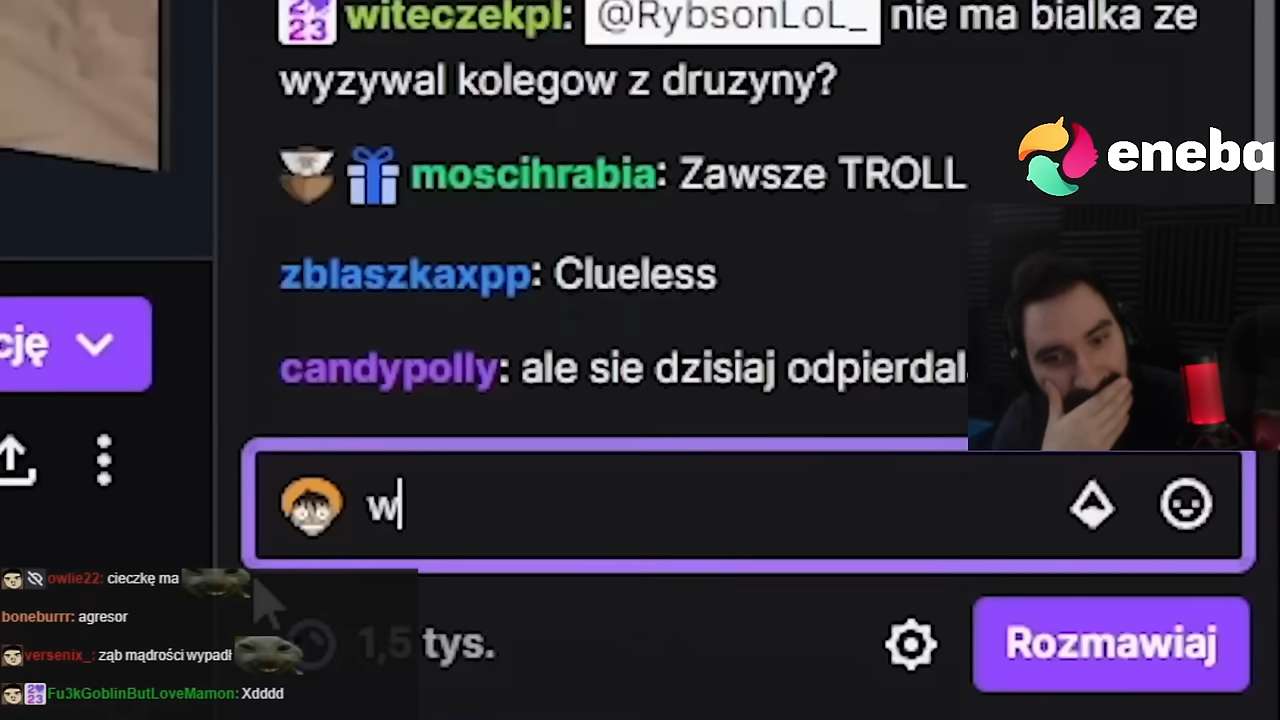 witeczekpl: @RybsonLoL_ nie ma bialka ze
wyzywal kolegow z druzyny?
moscihrabia: Zawsze TROLL
eneba
zblaszkaxpp: Clueless
cję
candypolly: ale sie dzisiaj odpierdal
w
owlie22: cieczkę ma
boneburrr: agresor
1,5 tys.
Rozmawiaj
versenix_: ząb mądrości wypadł
Fu3kGoblinButLoveMamon: Xdddd